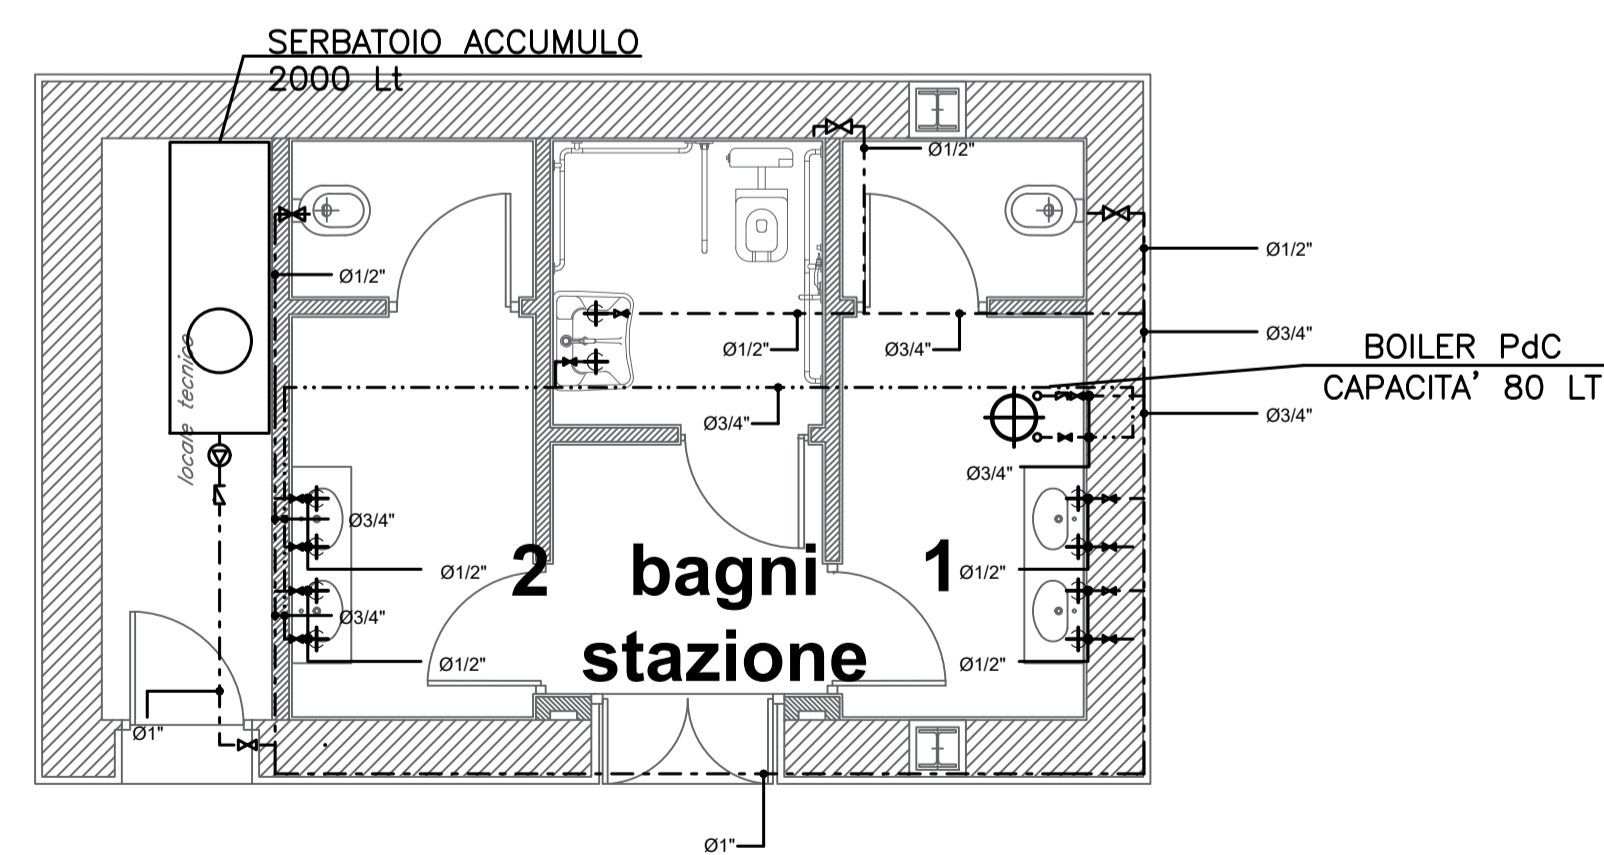 SERBATOIO ACCUMULO
2000 Lt
Ø1/2"
Ø1/2"
Ø1/2"
Ø3/4"
BOILER PdC
CAPACITA' 80 LT
Ø1/2"
Ø3/4"
locale tecnico
Ø3/4"
Ø3/4"
Ø3/4"
Ø3/4"
Ø1/2"
2 bagni 1
stazione
Ø1/2"
Ø3/4"
Ø1/2"
Ø1/2"
Ø1"
Ø1"